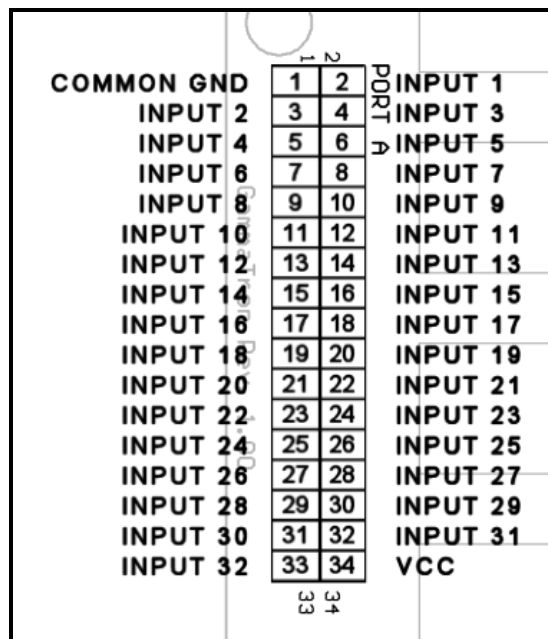 1 2
COMMON GND 1 2 INPUT 1
INPUT 2 3 4 INPUT 3
INPUT 4 5 6 INPUT 5
INPUT 6 7 8 INPUT 7
INPUT 8 9 10 INPUT 9
INPUT 10 11 12 INPUT 11
INPUT 12 13 14 INPUT 13
INPUT 14 15 16 INPUT 15
INPUT 16 17 18 INPUT 17
INPUT 18 19 20 INPUT 19
INPUT 20 21 22 INPUT 21
INPUT 22 23 24 INPUT 23
INPUT 24 25 26 INPUT 25
INPUT 26 27 28 INPUT 27
INPUT 28 29 30 INPUT 29
INPUT 30 31 32 INPUT 31
INPUT 32 33 34 VCC
33 34
PORT A
Rev 1.00